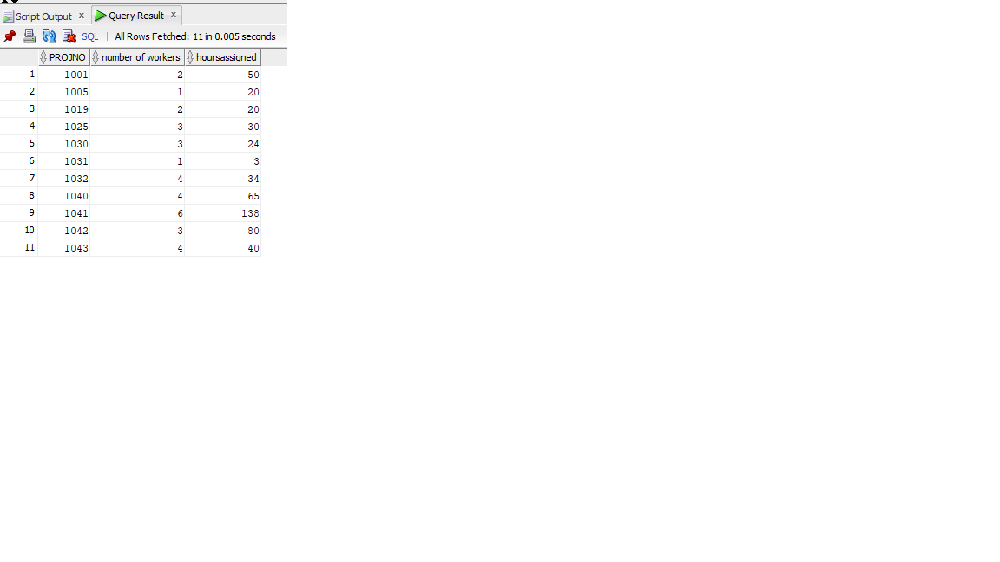 Script Output x Query Result x
SQL | All Rows Fetched: 11 in 0.005 seconds
PROJNO number of workers hoursassigned
1 1001 2 50
2 1005 1 20
3 1019 2 20
4 1025 3 30
5 1030 3 24
6 1031 1 3
7 1032 4 34
8 1040 4 65
9 1041 6 138
10 1042 3 80
11 1043 4 40